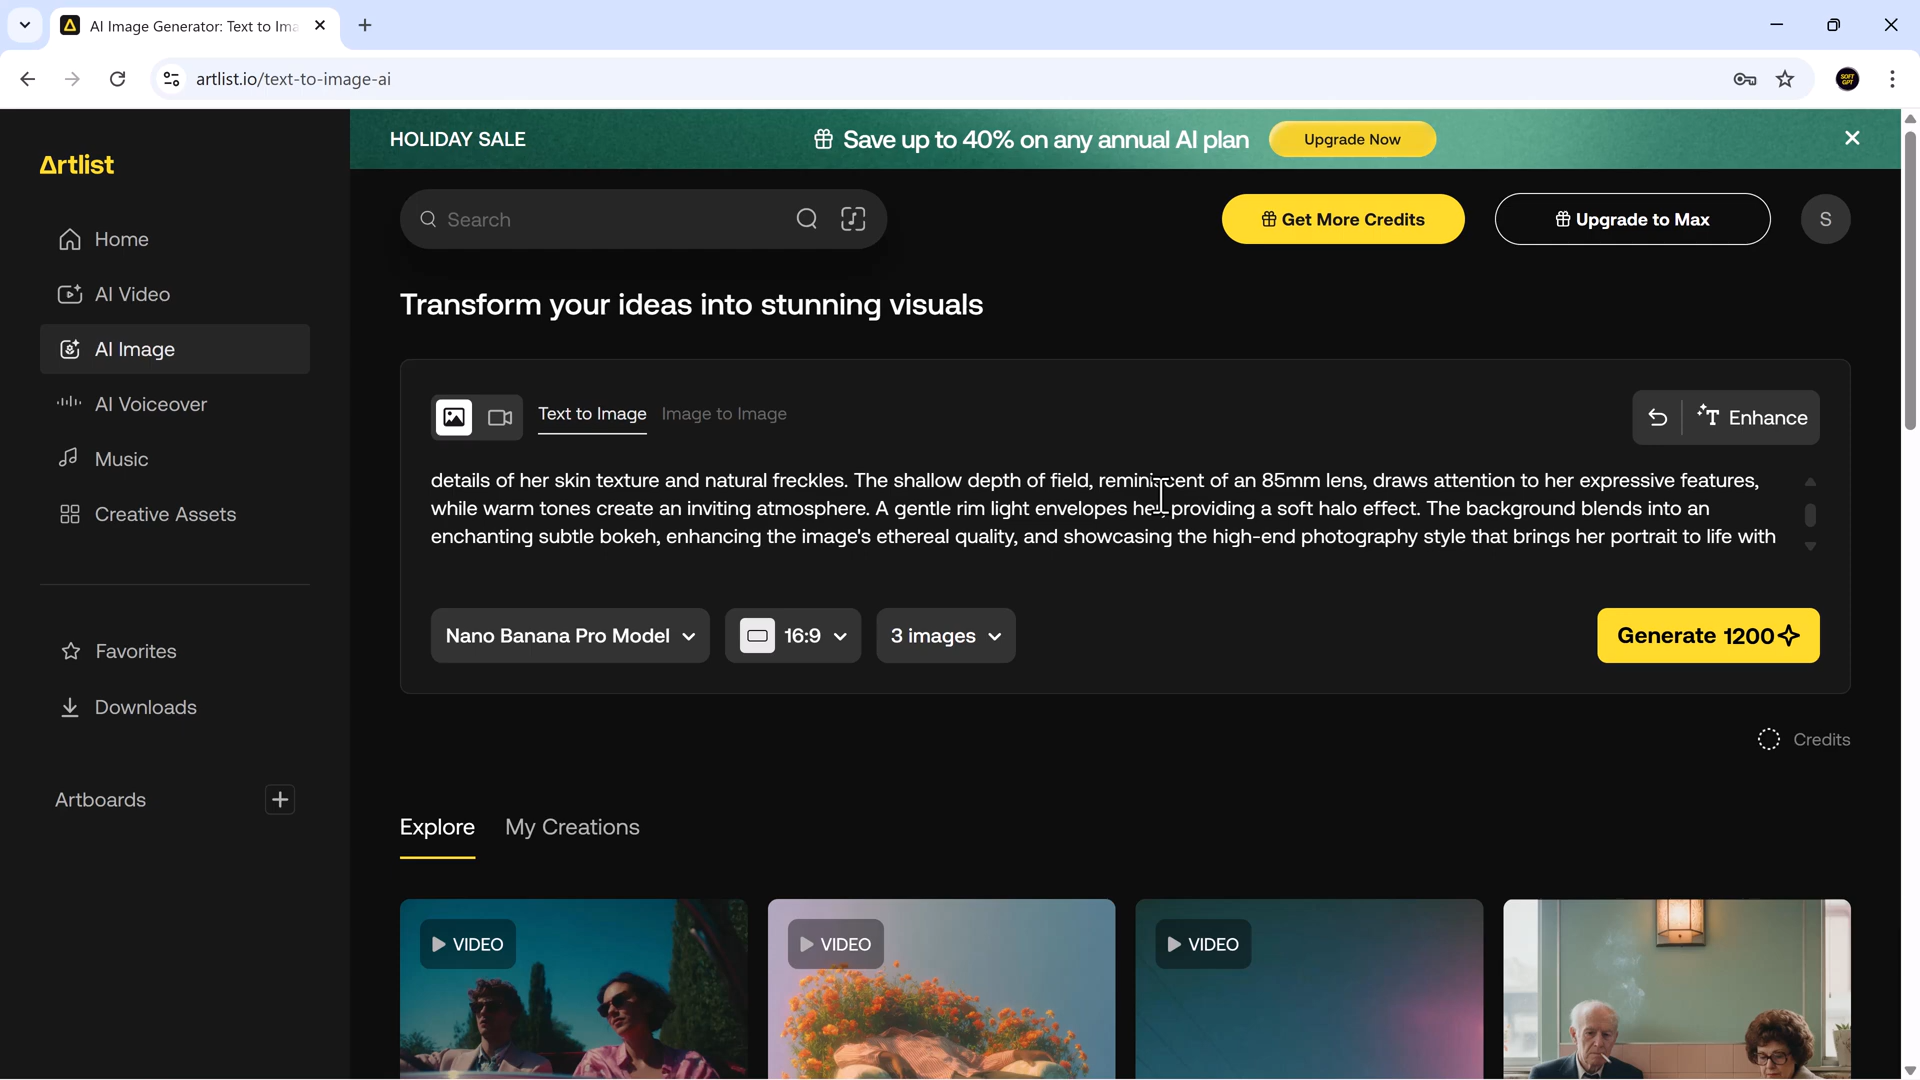 AI Image Generator: Text to Ima
artlist.io/text-to-image-ai
SOFT
GPT
HOLIDAY SALE
Save up to 40% on any annual AI plan
Upgrade Now
Artlist
Search
Get More Credits
Upgrade to Max
S
Home
AI Video
AI Image
AI Voiceover
Music
Creative Assets
Favorites
Downloads
Artboards
Transform your ideas into stunning visuals
Text to Image
Image to Image
Enhance
details of her skin texture and natural freckles. The shallow depth of field, reminiscent of an 85mm lens, draws attention to her expressive features,
while warm tones create an inviting atmosphere. A gentle rim light envelopes her, providing a soft halo effect. The background blends into an
enchanting subtle bokeh, enhancing the image's ethereal quality, and showcasing the high-end photography style that brings her portrait to life with
Nano Banana Pro Model
16:9
3 images
Generate 1200
Credits
Explore
My Creations
VIDEO
VIDEO
VIDEO